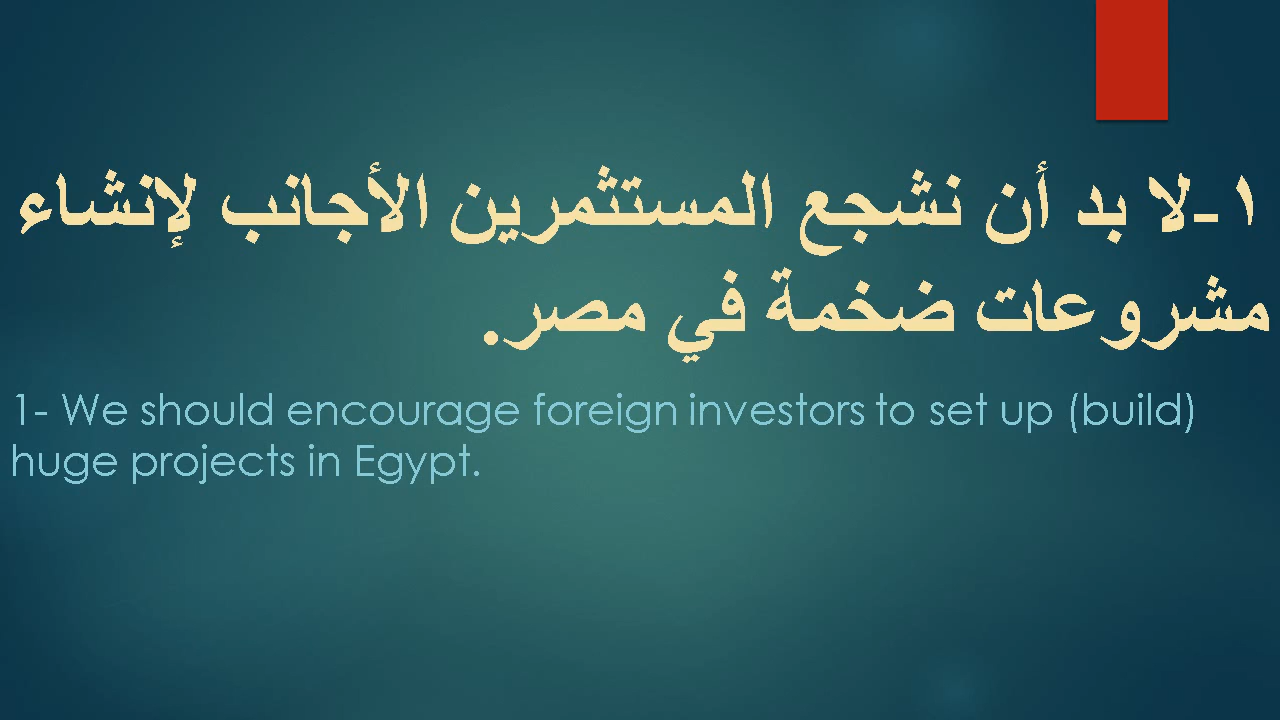 ١-لا بد أن نشجع المستثمرين الأجانب لإنشاء
مشروعات ضخمة في مصر.
1- We should encourage foreign investors to set up (build)
huge projects in Egypt.